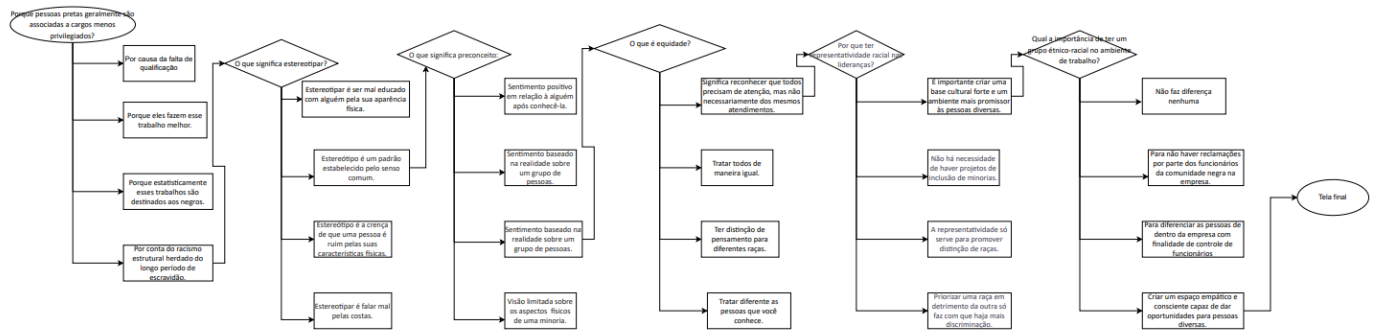 Porque pessoas pretas geralmente são
associadas a cargos menos
privilegiados?
Por causa da falta de
qualificação
Porque eles fazem esse
trabalho melhor.
Porque estatisticamente
esses trabalhos são
destinados aos negros.
Por conta do racismo
estrutural herdado do
longo período de
escravidão.
O que significa estereotipar?
Estereotipar é ser mal educado
com alguém pela sua aparência
física.
Estereótipo é um padrão
estabelecido pelo senso
comum.
Estereótipo é a crença
de que uma pessoa é
ruim pelas suas
características físicas.
Estereotipar é falar mal
pelas costas.
O que significa preconceito:
Sentimento positivo
em relação à alguém
após conhecê-la.
Sentimento baseado
na realidade sobre
um grupo de
pessoas.
Sentimento baseado na
realidade sobre um
grupo de pessoas.
Visão limitada sobre
os aspectos físicos
de uma minoria.
O que é equidade?
Significa reconhecer que todos
precisam de atenção, mas não
necessariamente dos mesmos
atendimentos.
Tratar todos de
maneira igual.
Ter distinção de
pensamento para
diferentes raças.
Tratar diferente as
pessoas que você
conhece.
Por que ter
representatividade racial nas
lideranças?
É importante criar uma
base cultural forte e um
ambiente mais promissor
às pessoas diversas.
Não há necessidade
de haver projetos de
inclusão de minorias.
A representatividade só
serve para promover
distinção de raças.
Priorizar uma raça em
detrimento da outra só
faz com que haja mais
discriminação.
Qual a importância de ter um
grupo étnico-racial no ambiente
de trabalho?
Não faz diferença
nenhuma
Para não haver reclamações
por parte dos funcionários
da comunidade negra na
empresa.
Para diferenciar as pessoas de
dentro da empresa com
finalidade de controle de
funcionários
Criar um espaço empático e
consciente capaz de dar
oportunidades para pessoas
diversas.
Tela final